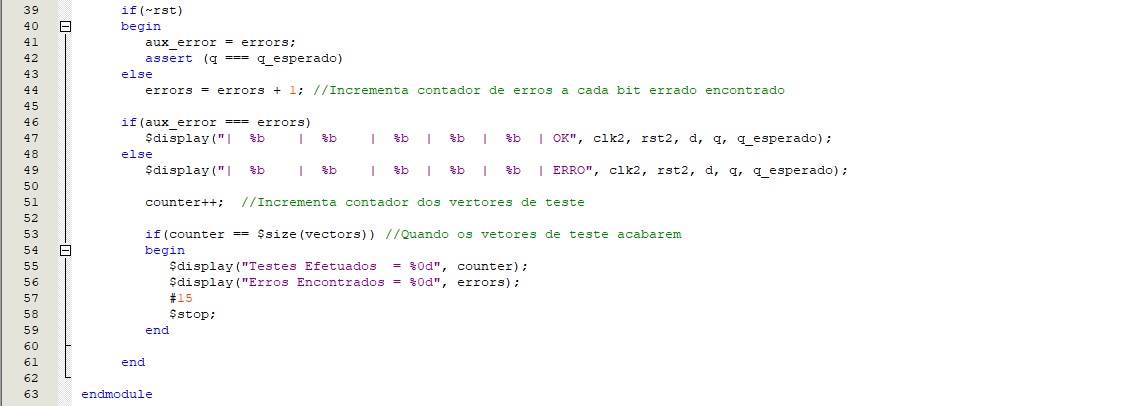 39 if(~rst)
40 begin
41 aux_error = errors;
42 assert (q === q_esperado)
43 else
44 errors = errors + 1; //Incrementa contador de erros a cada bit errado encontrado
45
46 if(aux_error === errors)
47 $display("|  %b    |  %b    |  %b  |  %b  |  %b  | OK", clk2, rst2, d, q, q_esperado);
48 else
49 $display("|  %b    |  %b    |  %b  |  %b  |  %b  | ERRO", clk2, rst2, d, q, q_esperado);
50
51 counter++;  //Incrementa contador dos vertores de teste
52
53 if(counter == $size(vectors)) //Quando os vetores de teste acabarem
54 begin
55 $display("Testes Efetuados  = %0d", counter);
56 $display("Erros Encontrados = %0d", errors);
57 #15
58 $stop;
59 end
60
61 end
62
63 endmodule